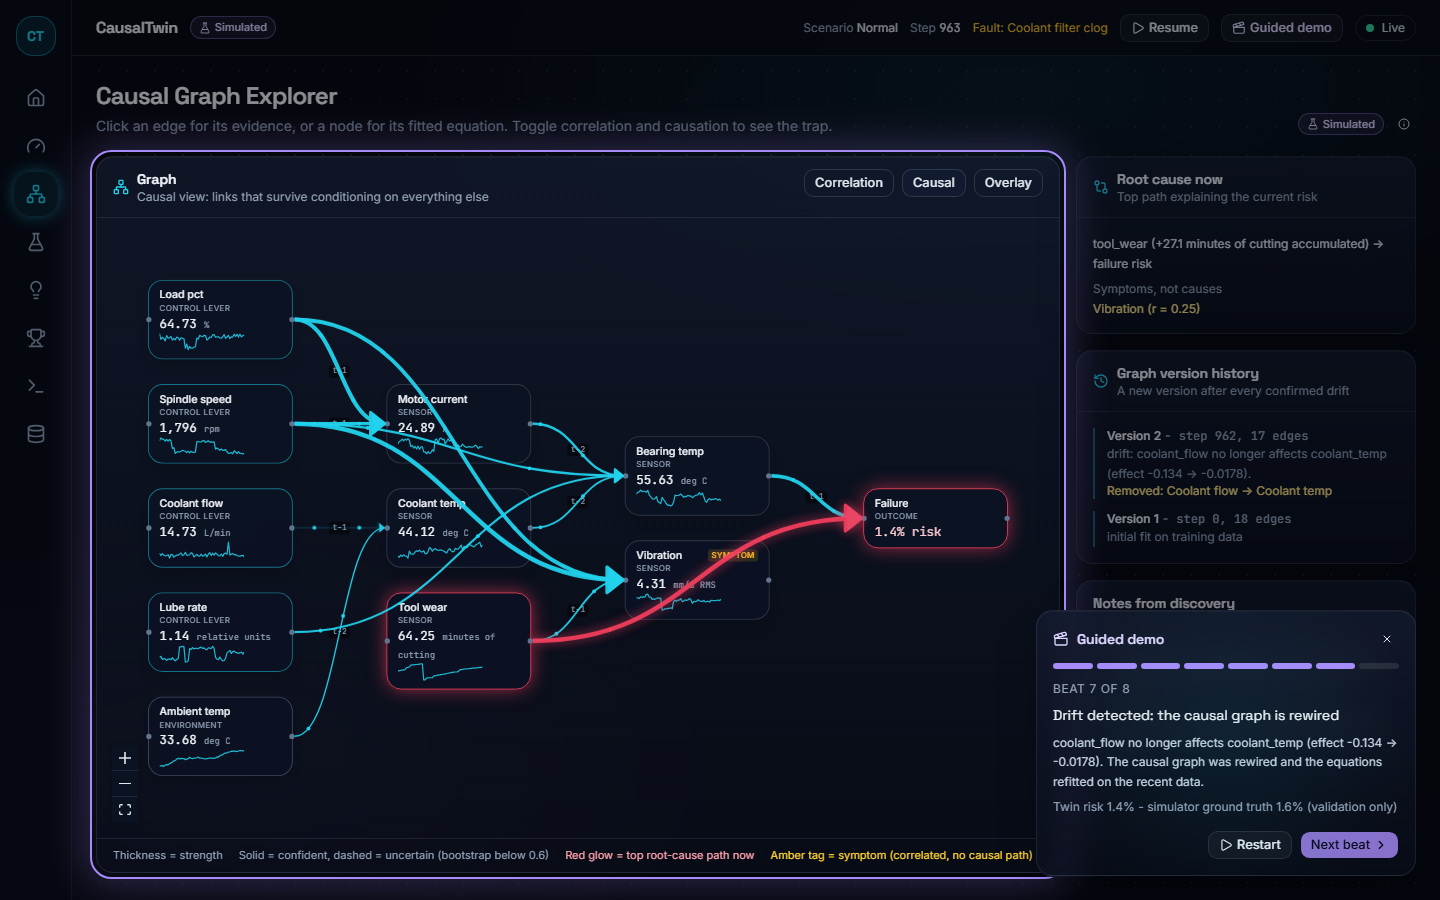 CT
CausalTwin
Simulated
Scenario Normal
Step 963
Fault: Coolant filter clog
Resume
Guided demo
Live
Causal Graph Explorer
Click an edge for its evidence, or a node for its fitted equation. Toggle correlation and causation to see the trap.
Simulated
Graph
Causal view: links that survive conditioning on everything else
Correlation
Causal
Overlay
Load pct
CONTROL LEVER
64.73 %
t-1
Spindle speed
CONTROL LEVER
1,796 rpm
Motor current
SENSOR
24.89
t-2
Bearing temp
SENSOR
55.63 deg C
t-1
Coolant flow
CONTROL LEVER
14.73 L/min
t-1
Coolant temp
SENSOR
44.12 deg C
t-2
Failure
OUTCOME
1.4% risk
Vibration
SYMPTOM
SENSOR
4.31 mm/s RMS
Lube rate
CONTROL LEVER
1.14 relative units
t-2
Tool wear
SENSOR
64.25 minutes of
cutting
t-1
Ambient temp
ENVIRONMENT
33.68 deg C
Thickness = strength
Solid = confident, dashed = uncertain (bootstrap below 0.6)
Red glow = top root-cause path now
Amber tag = symptom (correlated, no causal path)
Root cause now
Top path explaining the current risk
tool_wear (+27.1 minutes of cutting accumulated) →
failure risk
Symptoms, not causes
Vibration (r = 0.25)
Graph version history
A new version after every confirmed drift
Version 2 - step 962, 17 edges
drift: coolant_flow no longer affects coolant_temp
(effect -0.134 → -0.0178).
Removed: Coolant flow → Coolant temp
Version 1 - step 0, 18 edges
initial fit on training data
Notes from discovery
Guided demo
BEAT 7 OF 8
Drift detected: the causal graph is rewired
coolant_flow no longer affects coolant_temp (effect -0.134 →
-0.0178). The causal graph was rewired and the equations
refitted on the recent data.
Twin risk 1.4% - simulator ground truth 1.6% (validation only)
Restart
Next beat